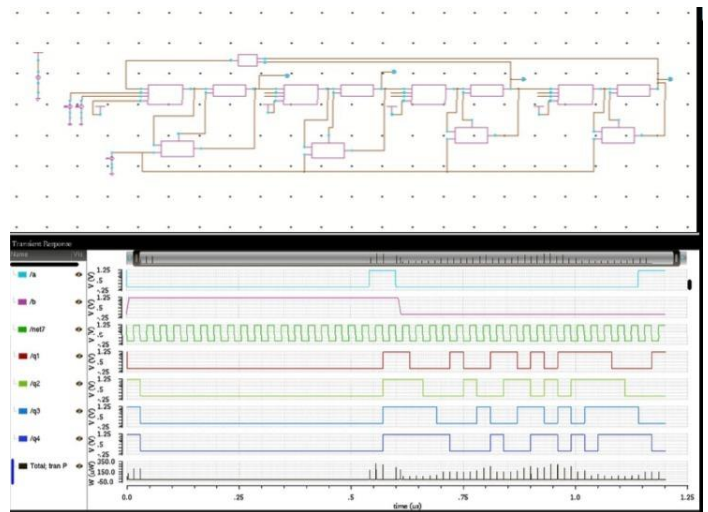 Transient Response
Name Vis
/a
V (V) 1.25 .5 -.25
/b
V (V) 1.25 .5 -.25
/net7
V (V) 1.25 .5 -.25
/q1
V (V) 1.25 .5 -.25
/q2
V (V) 1.25 .5 -.25
/q3
V (V) 1.25 .5 -.25
/q4
V (V) 1.25 .5 -.25
Total; tran P
W (uW) 350.0 150.0 -50.0
0.0 .25 .5 .75 1.0 1.25
time (us)